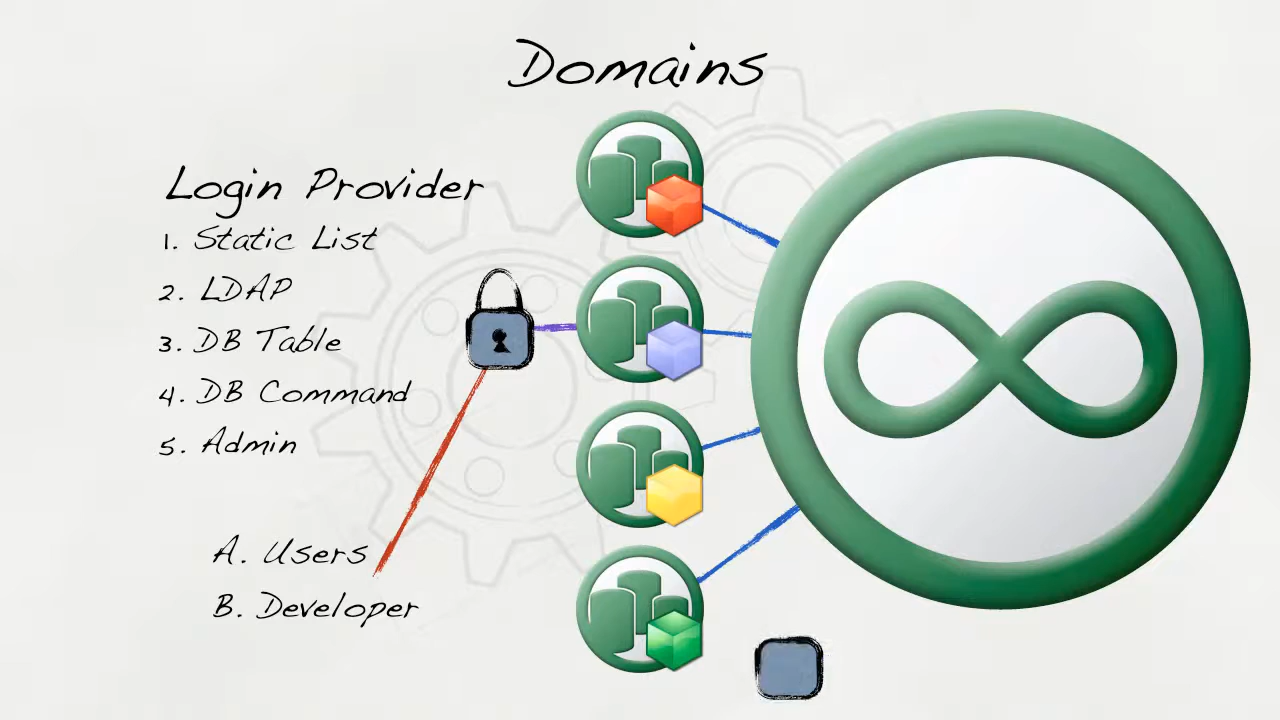 Domains
Login Provider
1. Static List
2. LDAP
3. DB Table
4. DB Command
5. Admin
A. Users
B. Developer